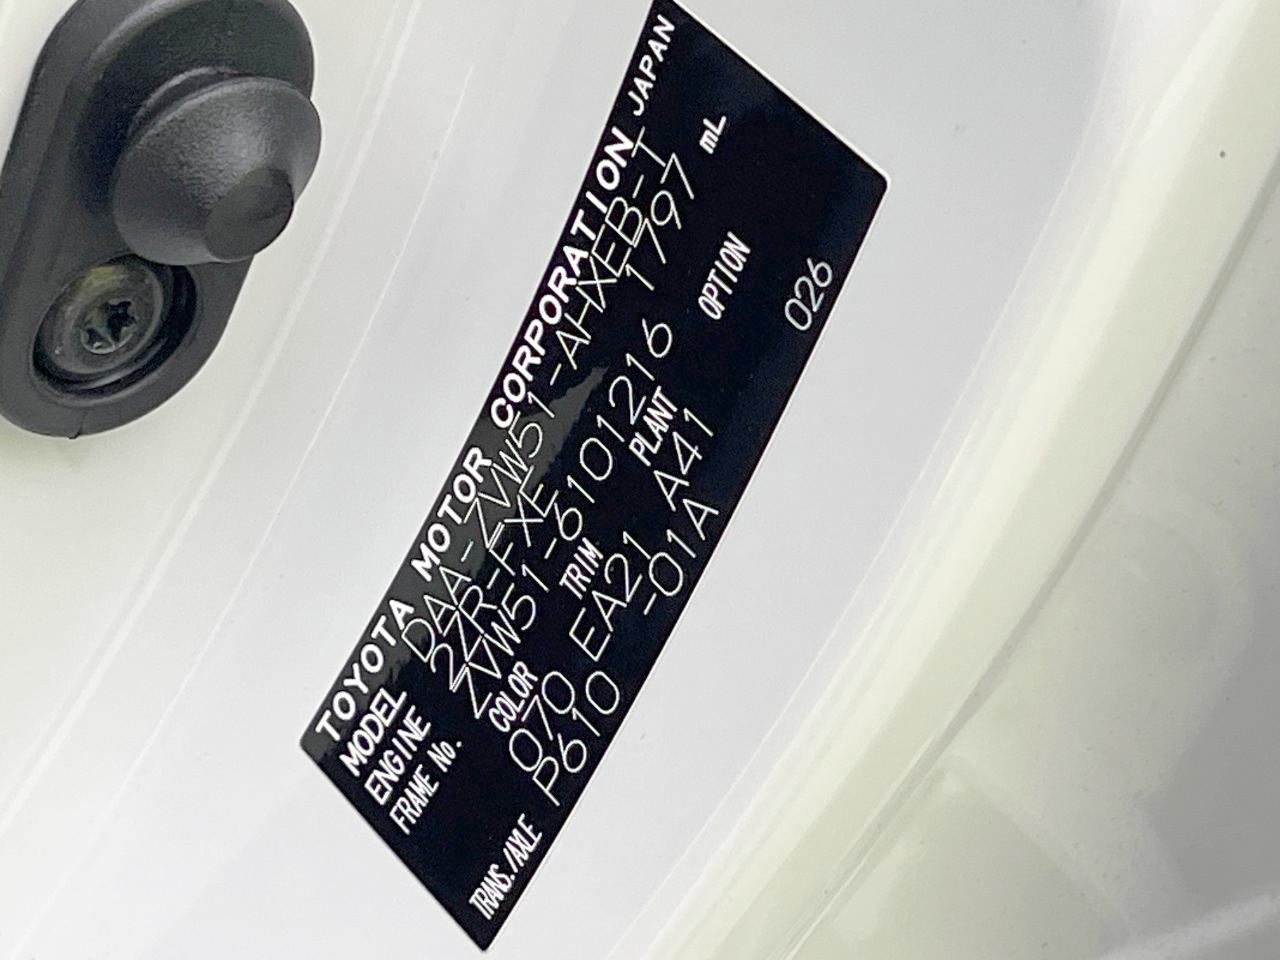 TOYOTA MOTOR CORPORATION JAPAN
MODEL DAA-ZVW51-AHXEB-T
ENGINE 2ZR-FXE 1797 mL
FRAME No. ZVW51-6101216
COLOR TRIM PLANT OPTION
070 EA21 A41 026
TRANS./AXLE P610 -01A